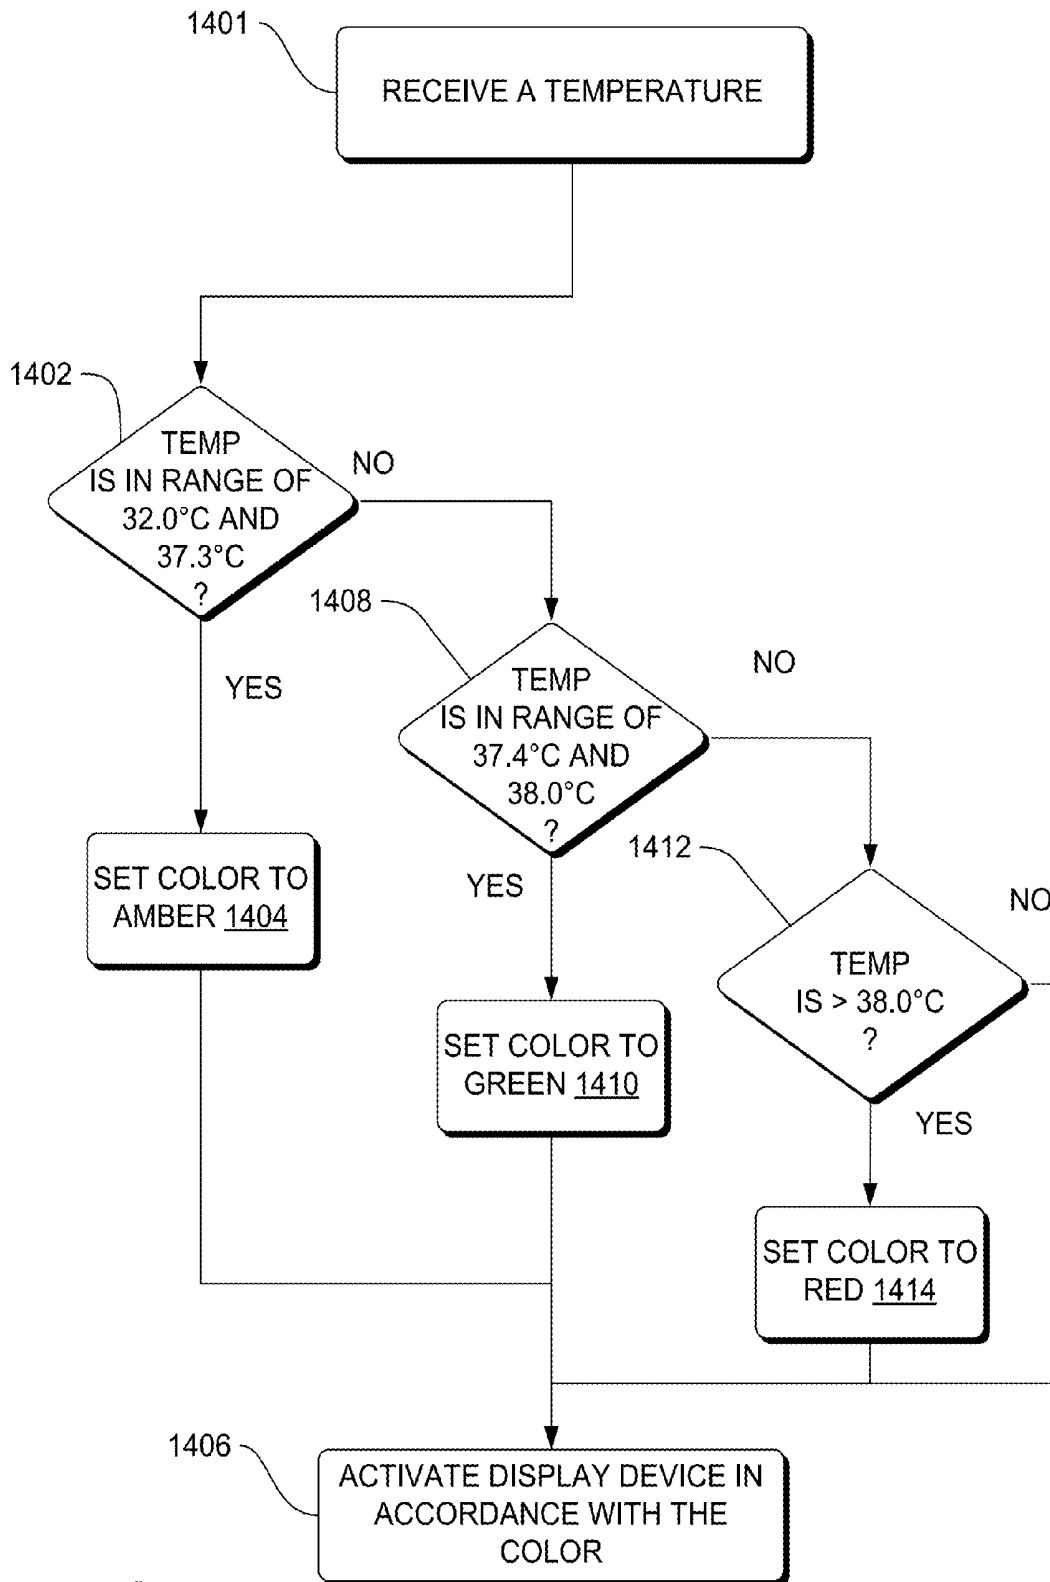 1401
RECEIVE A TEMPERATURE
1402
TEMP
IS IN RANGE OF
32.0°C AND
37.3°C
?
NO
YES
1408
TEMP
IS IN RANGE OF
37.4°C AND
38.0°C
?
NO
YES
SET COLOR TO
AMBER 1404
1412
TEMP
IS > 38.0°C
?
NO
YES
SET COLOR TO
GREEN 1410
SET COLOR TO
RED 1414
1406
ACTIVATE DISPLAY DEVICE IN
ACCORDANCE WITH THE
COLOR